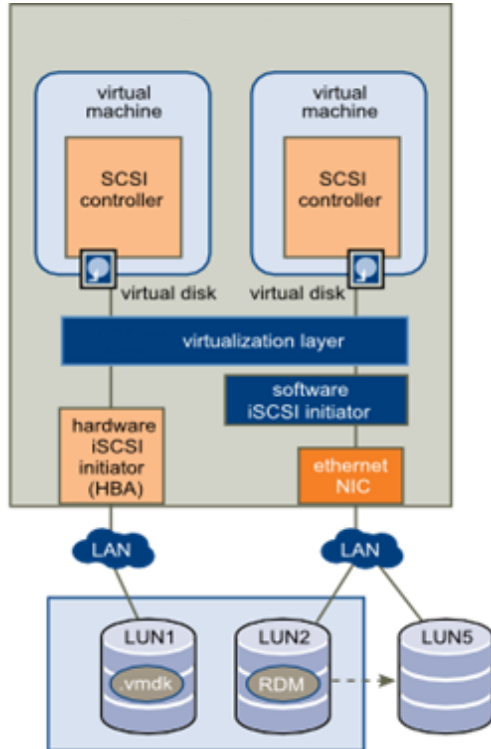 virtual
machine
virtual
machine
SCSI
controller
SCSI
controller
virtual disk
virtual disk
virtualization layer
software
iSCSI initiator
hardware
iSCSI
initiator
(HBA)
ethernet
NIC
LAN
LAN
LUN1
LUN2
LUN5
.vmdk
RDM